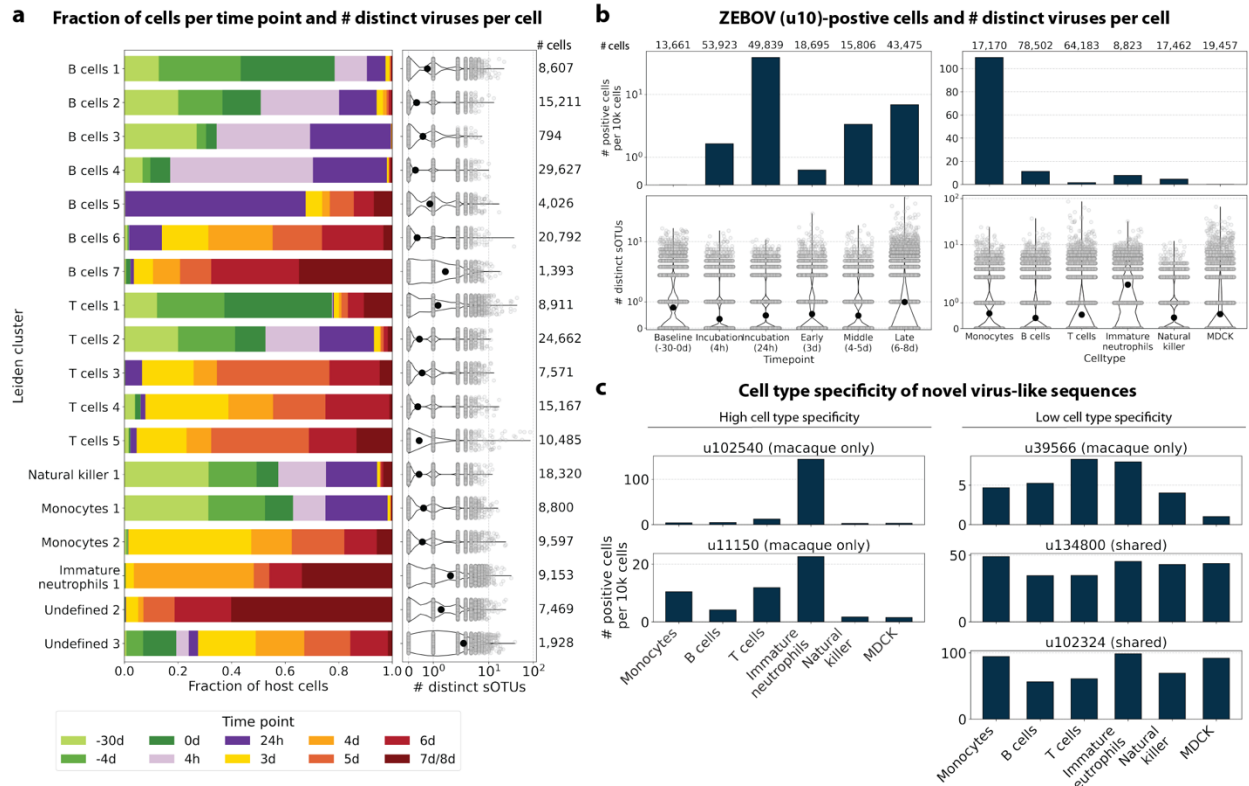 a Fraction of cells per time point and # distinct viruses per cell
# cells
Leiden cluster
B cells 1 8,607
B cells 2 15,211
B cells 3 794
B cells 4 29,627
B cells 5 4,026
B cells 6 20,792
B cells 7 1,393
T cells 1 8,911
T cells 2 24,662
T cells 3 7,571
T cells 4 15,167
T cells 5 10,485
Natural killer 1 18,320
Monocytes 1 8,800
Monocytes 2 9,597
Immature
neutrophils 1 9,153
Undefined 2 7,469
Undefined 3 1,928
0.0 0.2 0.4 0.6 0.8 1.0 0 10⁰ 10¹ 10²
Fraction of host cells # distinct sOTUs
Time point
-30d 0d 24h 4d 6d
-4d 4h 3d 5d 7d/8d
b ZEBOV (u10)-postive cells and # distinct viruses per cell
# cells 13,661 53,923 49,839 18,695 15,806 43,475
# positive cells
per 10k cells
10¹
10⁰
0
# distinct sOTUs
10¹
10⁰
0
Baseline Incubation Incubation Early Middle Late
(-30-0d) (4h) (24h) (3d) (4-5d) (6-8d)
Timepoint
17,170 78,502 64,183 8,823 17,462 19,457
100
80
60
40
20
0
10²
10¹
10⁰
0
Monocytes B cells T cells Immature Natural MDCK
neutrophils killer
Celltype
c Cell type specificity of novel virus-like sequences
High cell type specificity
u102540 (macaque only)
100
0
u11150 (macaque only)
20
0
# positive cells
per 10k cells
Monocytes
B cells
T cells
Immature
neutrophils
Natural
killer
MDCK
Low cell type specificity
u39566 (macaque only)
5
0
u134800 (shared)
50
0
u102324 (shared)
100
0
Monocytes
B cells
T cells
Immature
neutrophils
Natural
killer
MDCK